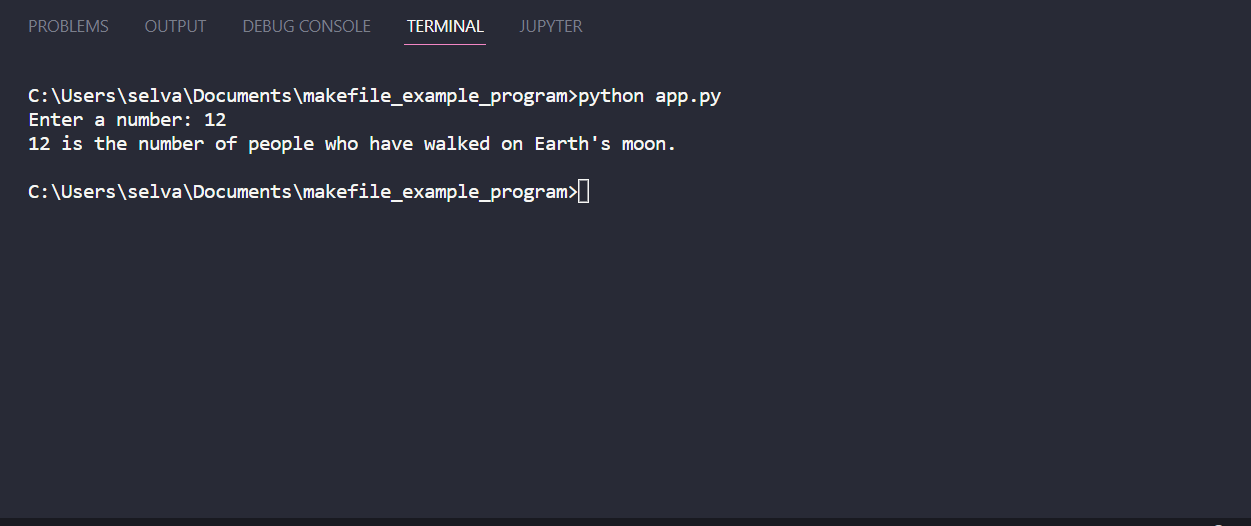 PROBLEMS OUTPUT DEBUG CONSOLE TERMINAL JUPYTER
C:\Users\selva\Documents\makefile_example_program>python app.py
Enter a number: 12
12 is the number of people who have walked on Earth's moon.
C:\Users\selva\Documents\makefile_example_program>